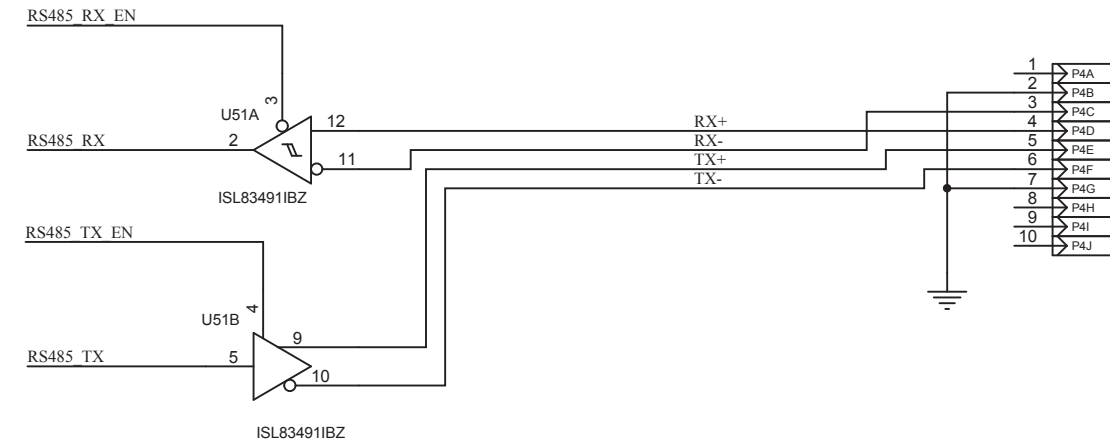 RS485_RX_EN
3
U51A
RS485_RX
2
12
11
ISL83491IBZ
RX+
RX-
TX+
TX-
1 P4A
2 P4B
3 P4C
4 P4D
5 P4E
6 P4F
7 P4G
8 P4H
9 P4I
10 P4J
RS485_TX_EN
4
U51B
RS485_TX
5
9
10
ISL83491IBZ